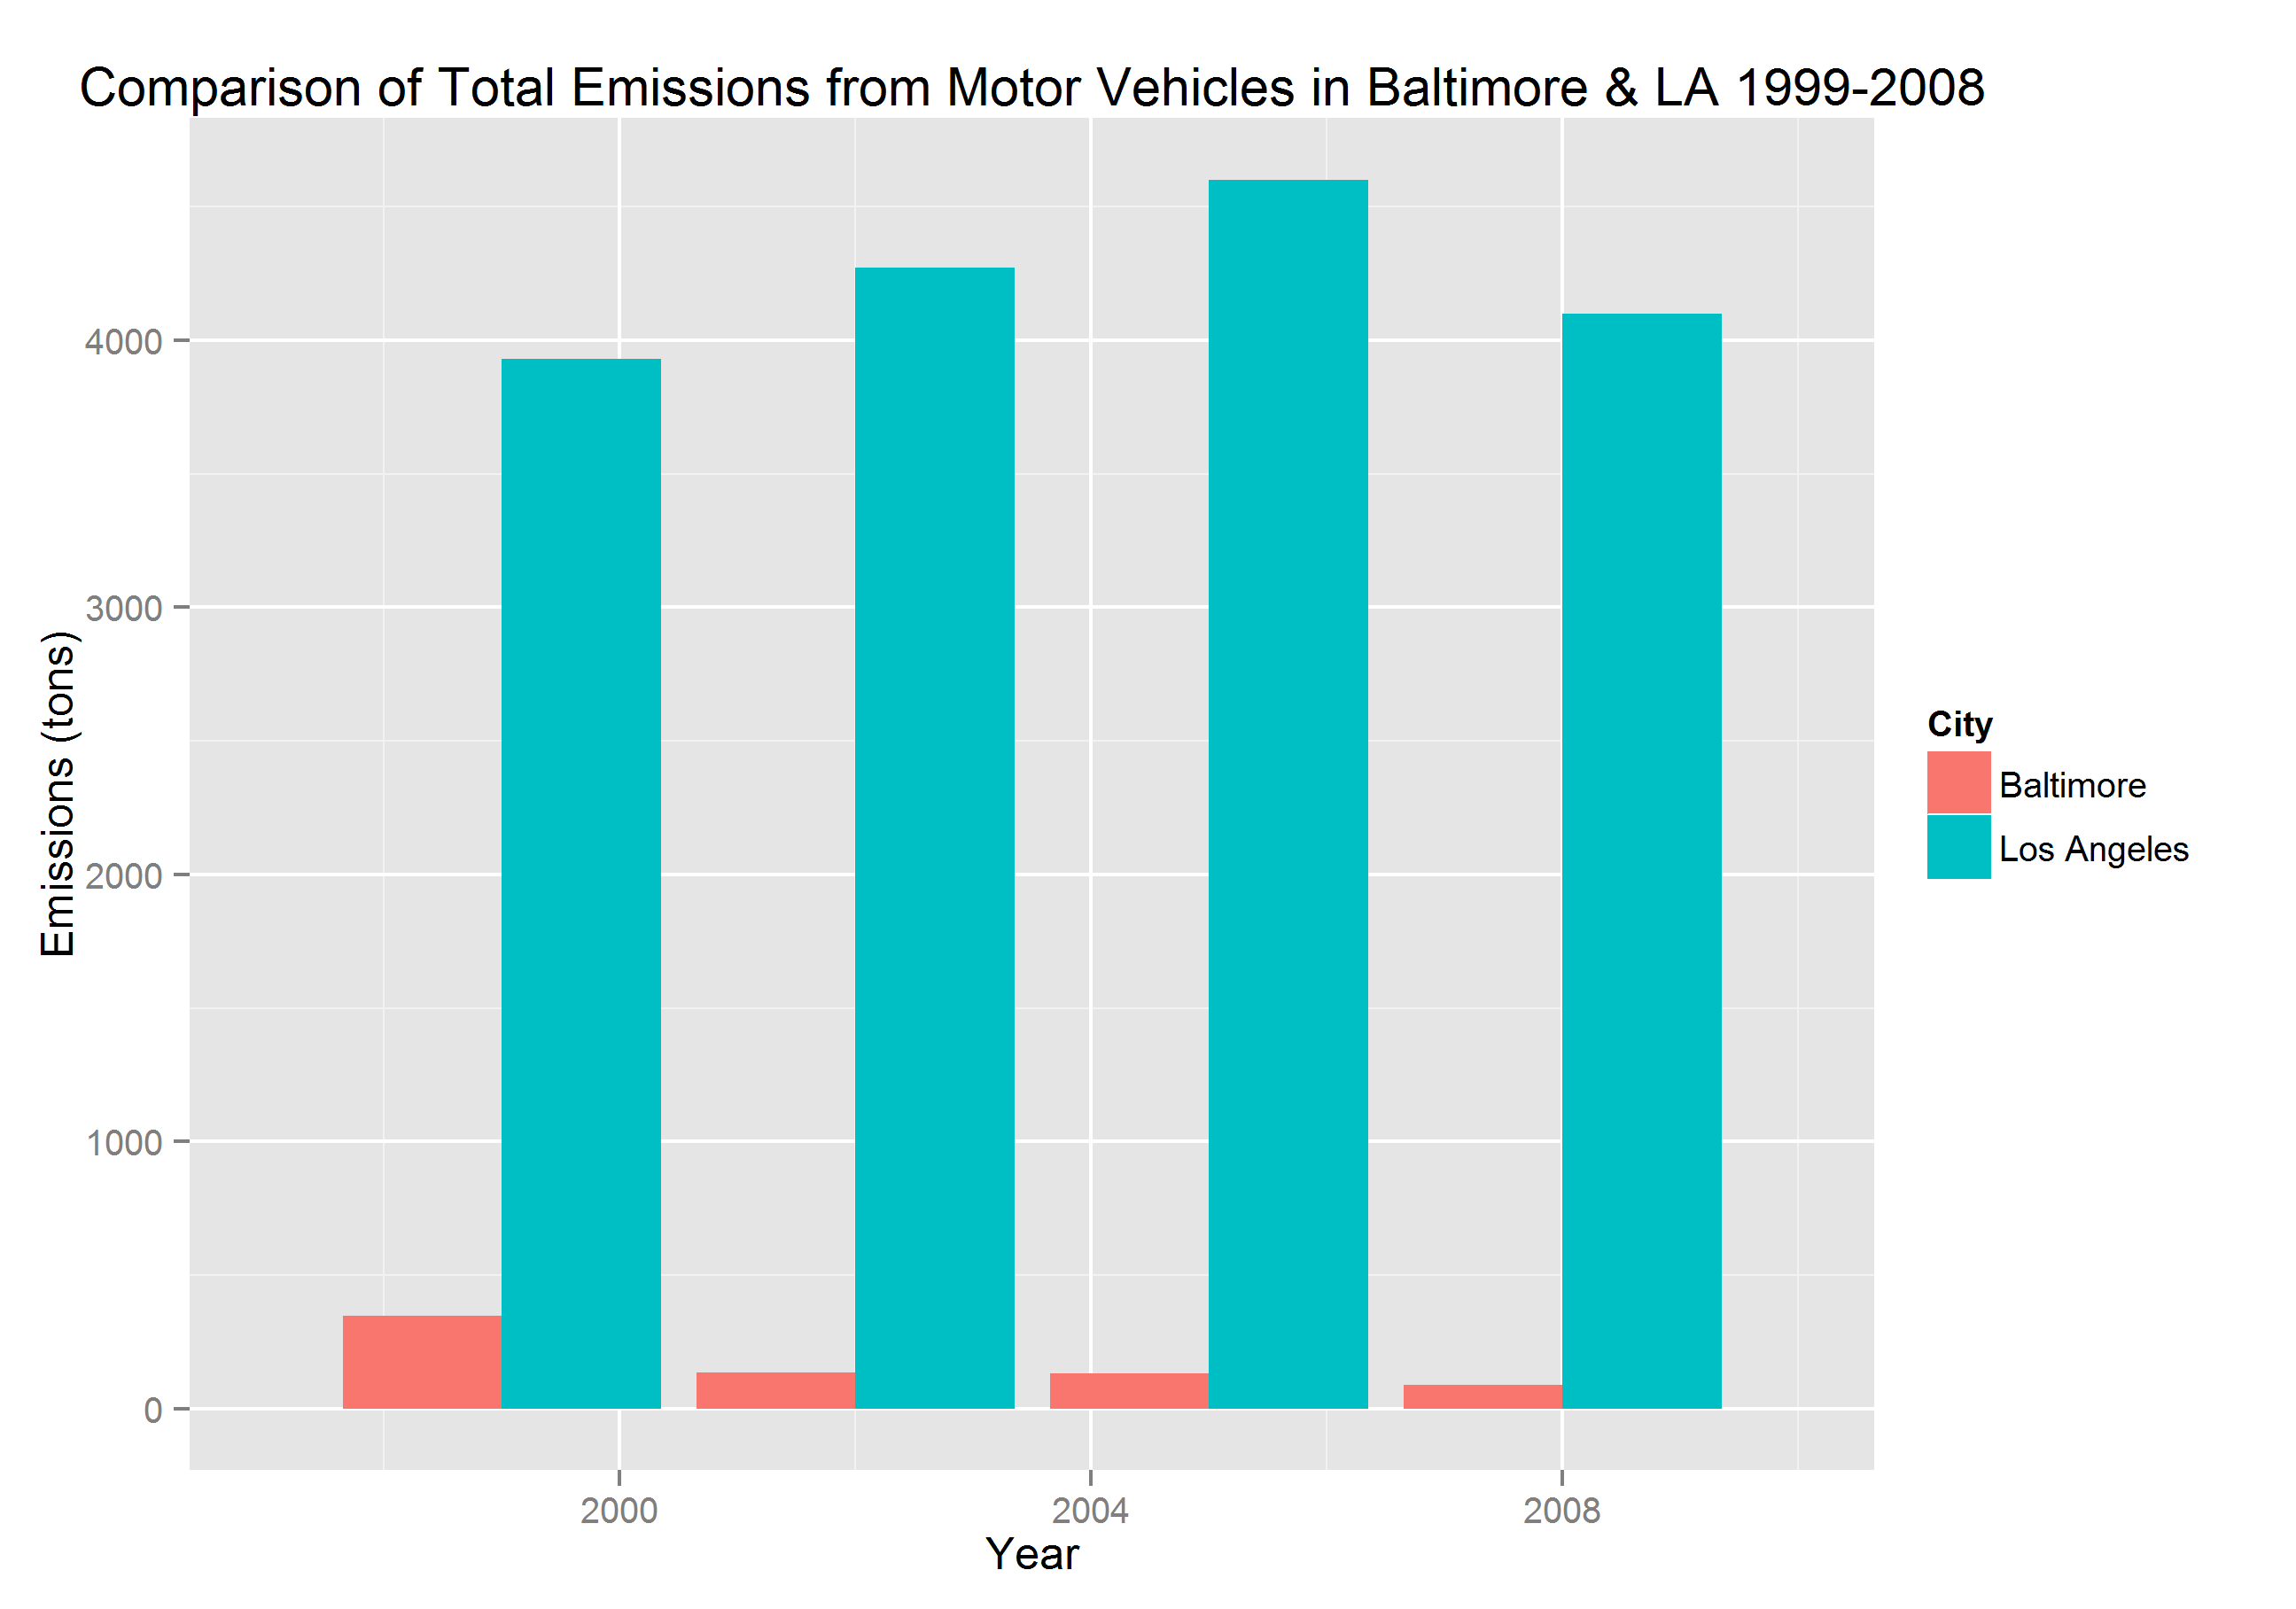 Comparison of Total Emissions from Motor Vehicles in Baltimore & LA 1999-2008
Emissions (tons)
4000
3000
2000
1000
0
2000
2004
2008
Year
City
Baltimore
Los Angeles